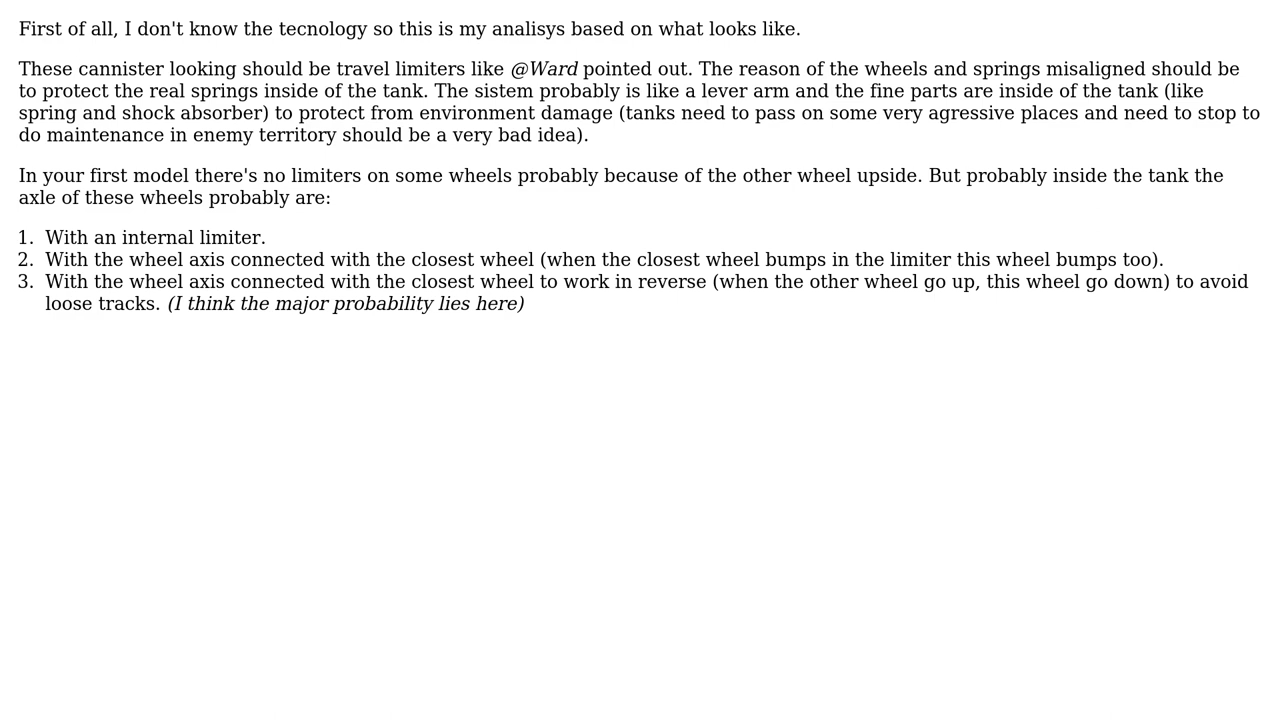 First of all, I don't know the tecnology so this is my analisys based on what looks like.
These cannister looking should be travel limiters like @Ward pointed out. The reason of the wheels and springs misaligned should be
to protect the real springs inside of the tank. The sistem probably is like a lever arm and the fine parts are inside of the tank (like
spring and shock absorber) to protect from environment damage (tanks need to pass on some very agressive places and need to stop to
do maintenance in enemy territory should be a very bad idea).
In your first model there's no limiters on some wheels probably because of the other wheel upside. But probably inside the tank the
axle of these wheels probably are:
1. With an internal limiter.
2. With the wheel axis connected with the closest wheel (when the closest wheel bumps in the limiter this wheel bumps too).
3. With the wheel axis connected with the closest wheel to work in reverse (when the other wheel go up, this wheel go down) to avoid
loose tracks. (I think the major probability lies here)